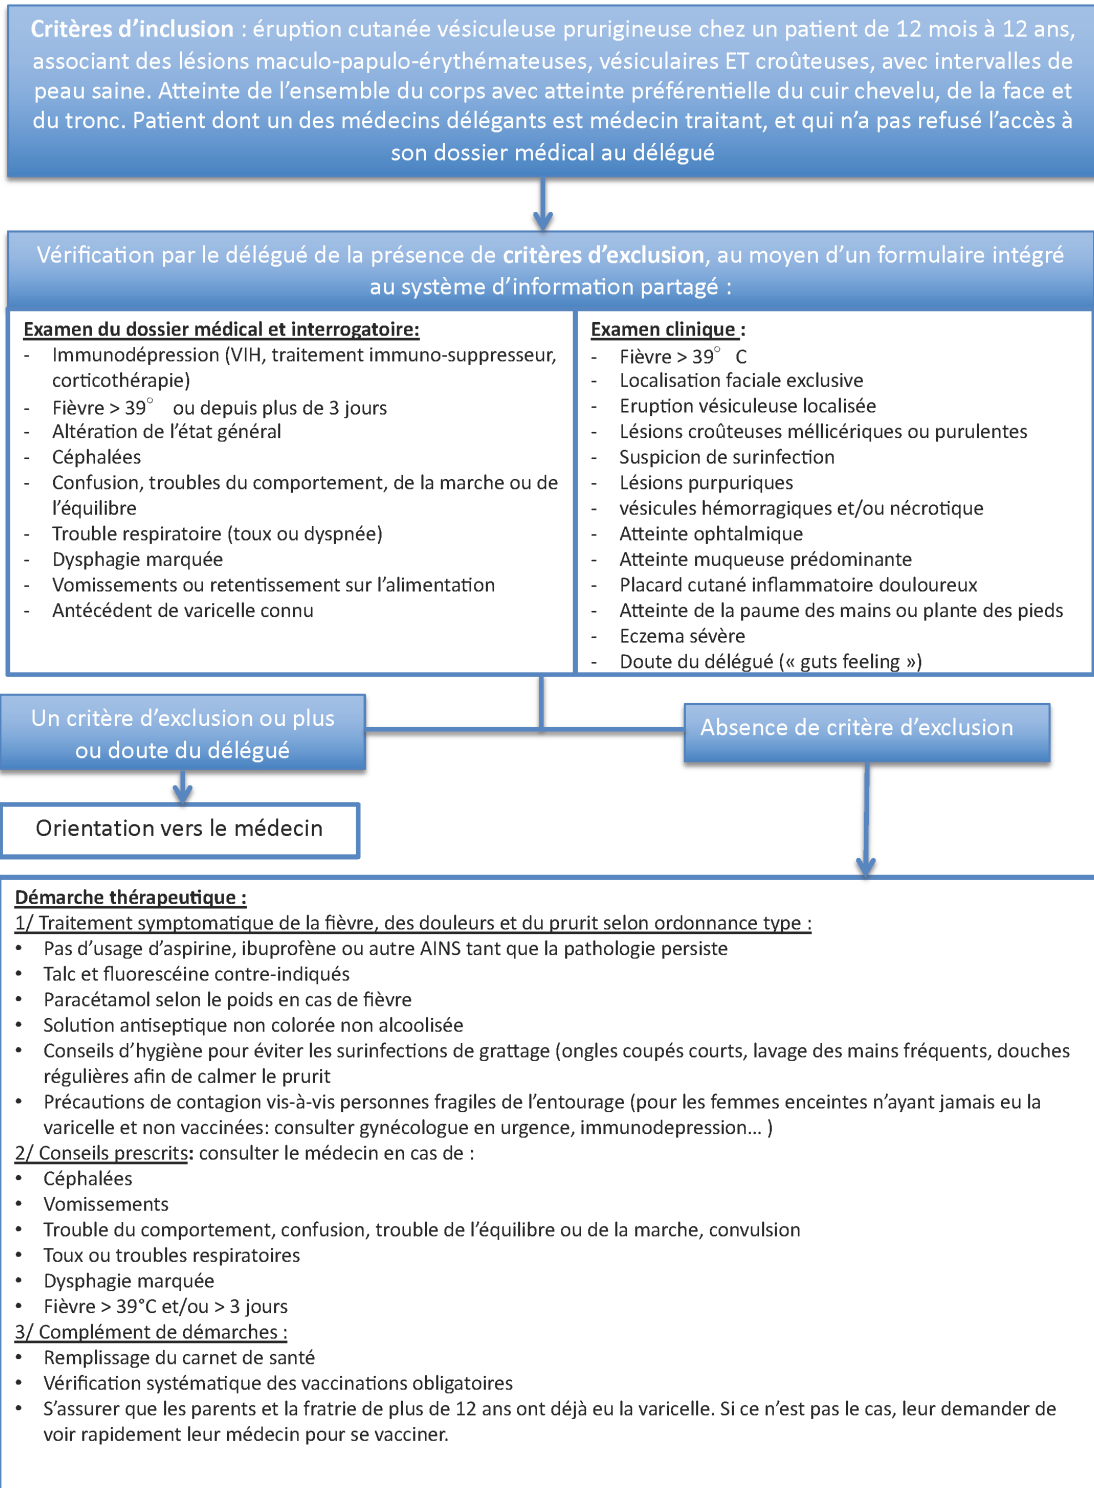 Critères d'inclusion : éruption cutanée vésiculeuse prurigineuse chez un patient de 12 mois à 12 ans,
associant des lésions maculo-papulo-érythémateuses, vésiculaires ET croûteuses, avec intervalles de
peau saine. Atteinte de l'ensemble du corps avec atteinte préférentielle du cuir chevelu, de la face et
du tronc. Patient dont un des médecins délégants est médecin traitant, et qui n'a pas refusé l'accès à
son dossier médical au délégué
Vérification par le délégué de la présence de critères d'exclusion, au moyen d'un formulaire intégré
au système d'information partagé :
Examen du dossier médical et interrogatoire:
- Immunodépression (VIH, traitement immuno-suppresseur,
corticothérapie)
- Fièvre > 39° ou depuis plus de 3 jours
- Altération de l'état général
- Céphalées
- Confusion, troubles du comportement, de la marche ou de
l'équilibre
- Trouble respiratoire (toux ou dyspnée)
- Dysphagie marquée
- Vomissements ou retentissement sur l'alimentation
- Antécédent de varicelle connu
Examen clinique :
- Fièvre > 39° C
- Localisation faciale exclusive
- Eruption vésiculeuse localisée
- Lésions croûteuses méllicériques ou purulentes
- Suspicion de surinfection
- Lésions purpuriques
- vésicules hémorragiques et/ou nécrotique
- Atteinte ophtalmique
- Atteinte muqueuse prédominante
- Placard cutané inflammatoire douloureux
- Atteinte de la paume des mains ou plante des pieds
- Eczema sévère
- Doute du délégué (« guts feeling »)
Un critère d'exclusion ou plus
ou doute du délégué
Absence de critère d'exclusion
Orientation vers le médecin
Démarche thérapeutique :
1/ Traitement symptomatique de la fièvre, des douleurs et du prurit selon ordonnance type :
• Pas d'usage d'aspirine, ibuprofène ou autre AINS tant que la pathologie persiste
• Talc et fluorescéine contre-indiqués
• Paracétamol selon le poids en cas de fièvre
• Solution antiseptique non colorée non alcoolisée
• Conseils d'hygiène pour éviter les surinfections de grattage (ongles coupés courts, lavage des mains fréquents, douches
régulières afin de calmer le prurit
• Précautions de contagion vis-à-vis personnes fragiles de l'entourage (pour les femmes enceintes n'ayant jamais eu la
varicelle et non vaccinées: consulter gynécologue en urgence, immunodepression... )
2/ Conseils prescrits: consulter le médecin en cas de :
• Céphalées
• Vomissements
• Trouble du comportement, confusion, trouble de l'équilibre ou de la marche, convulsion
• Toux ou troubles respiratoires
• Dysphagie marquée
• Fièvre > 39°C et/ou > 3 jours
3/ Complément de démarches :
• Remplissage du carnet de santé
• Vérification systématique des vaccinations obligatoires
• S'assurer que les parents et la fratrie de plus de 12 ans ont déjà eu la varicelle. Si ce n'est pas le cas, leur demander de
voir rapidement leur médecin pour se vacciner.